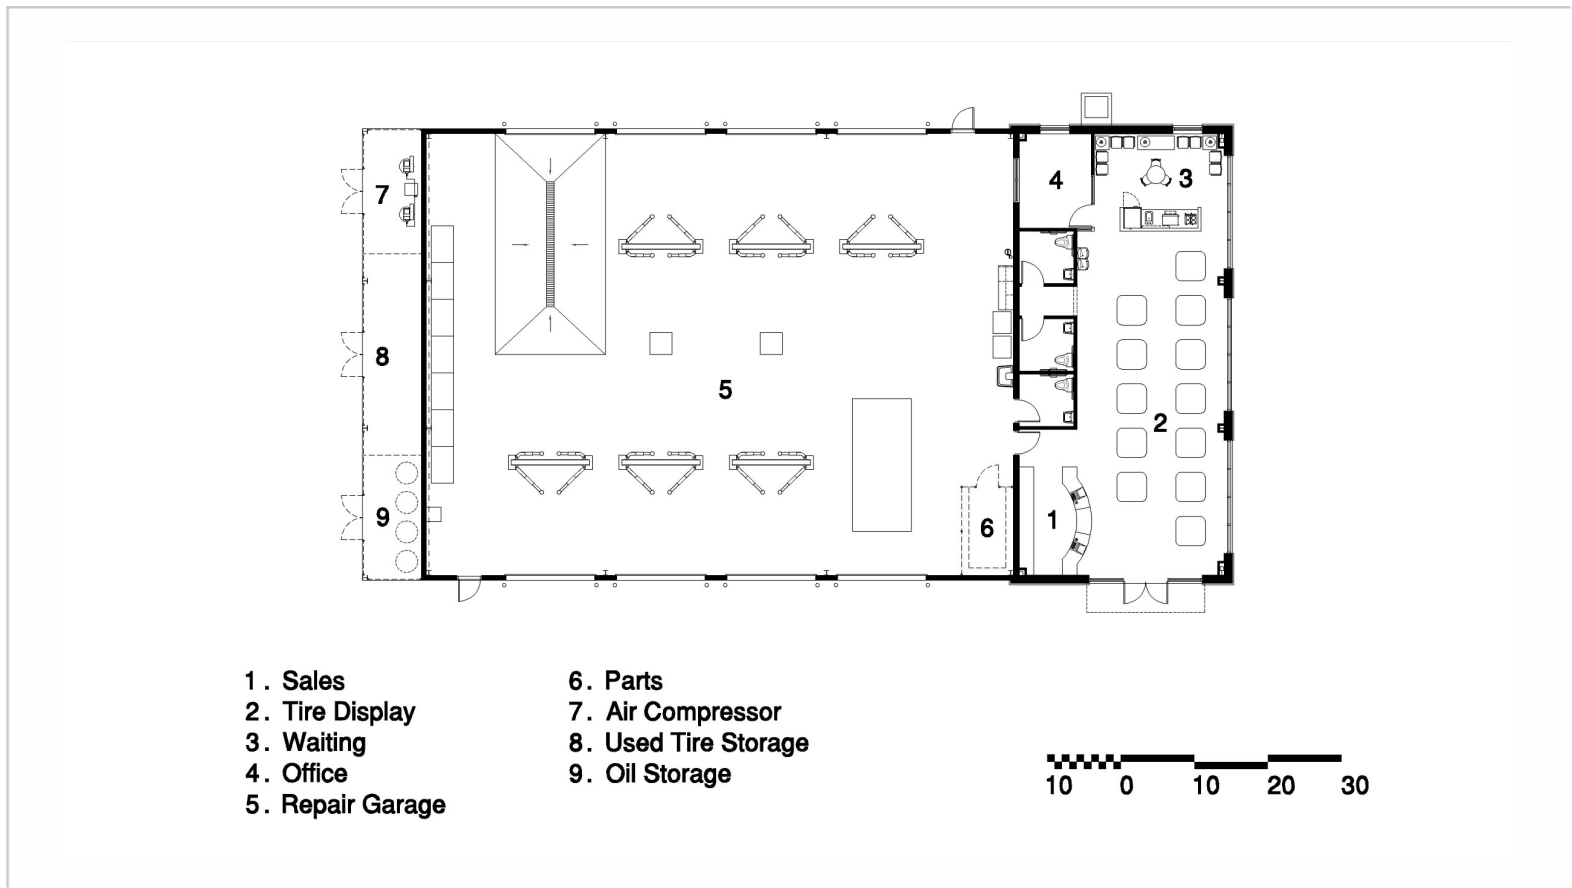 7
4
3
8
5
2
9
6
1
1. Sales
2. Tire Display
3. Waiting
4. Office
5. Repair Garage
6. Parts
7. Air Compressor
8. Used Tire Storage
9. Oil Storage
10 0 10 20 30